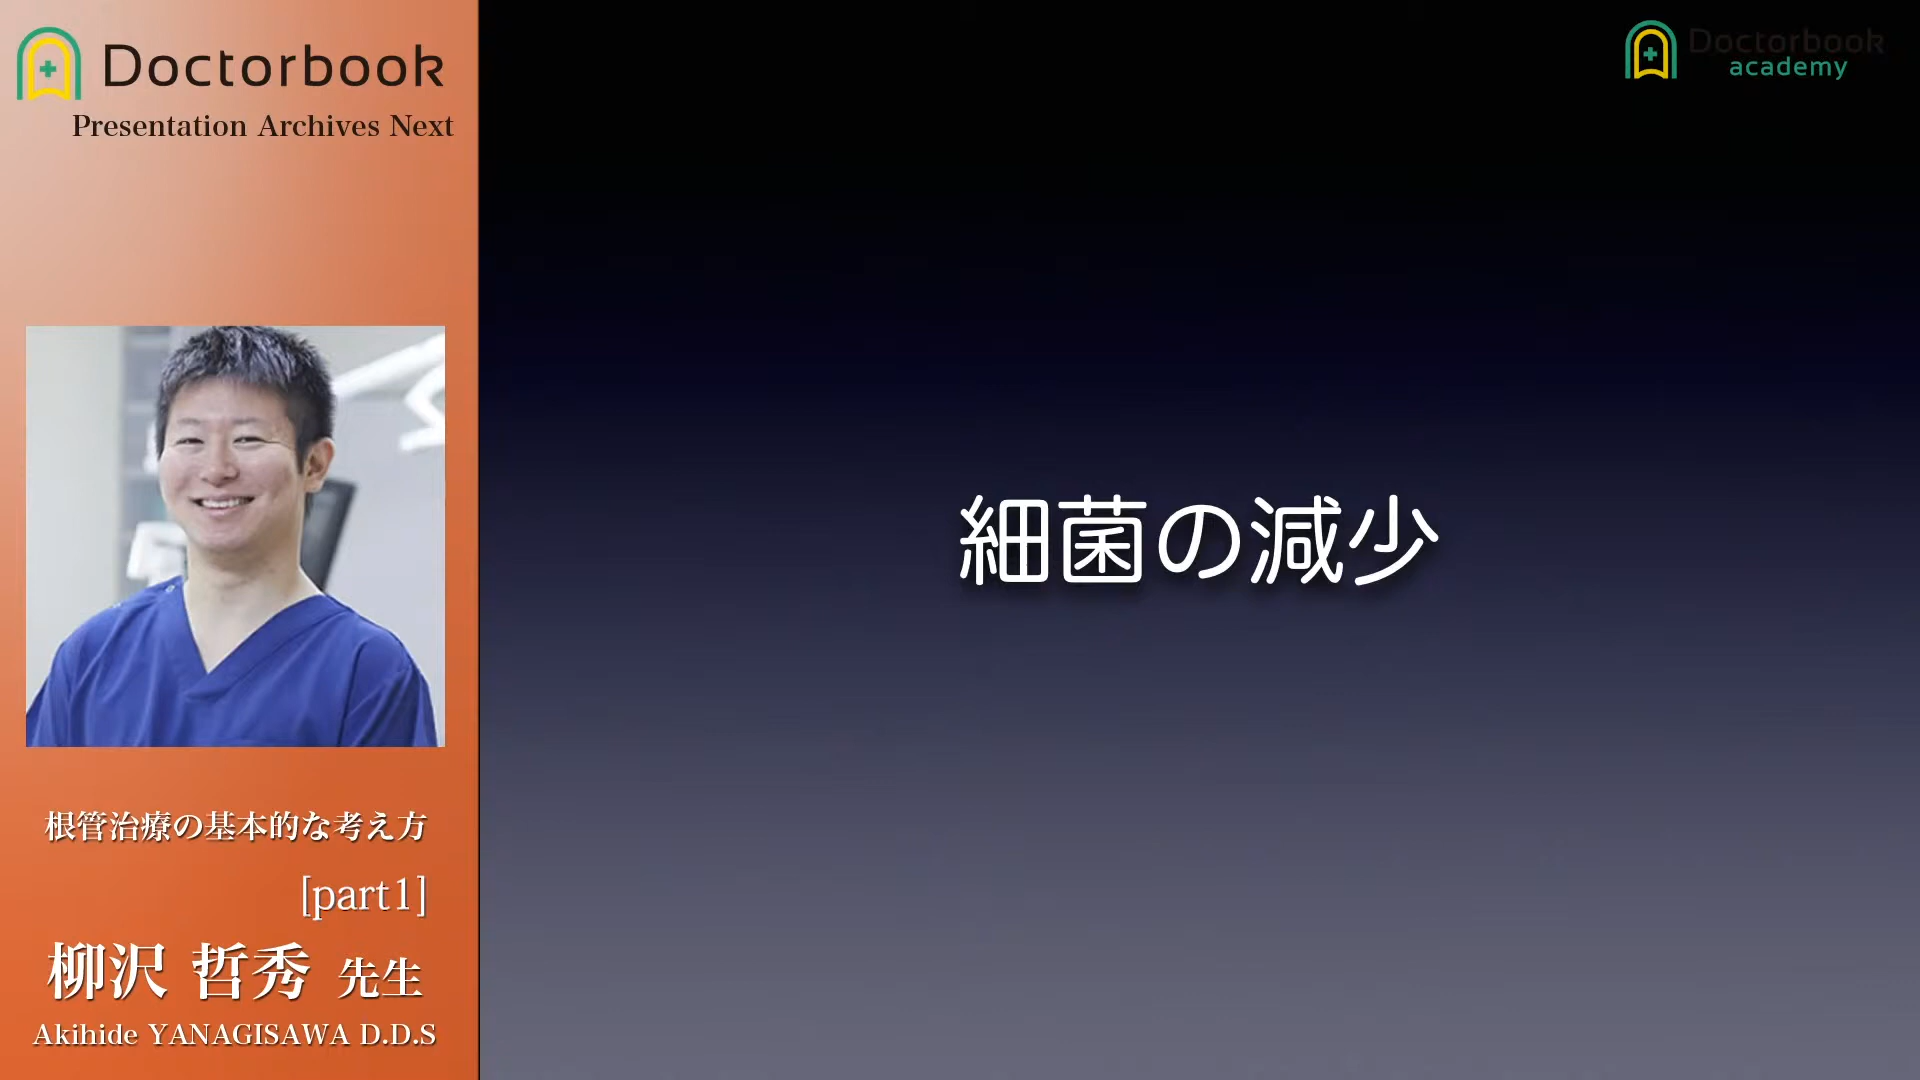 Doctorbook
Presentation Archives Next
根管治療の基本的な考え方
[part1]
柳沢 哲秀 先生
Akihide YANAGISAWA D.D.S
Doctorbook
academy
細菌の減少